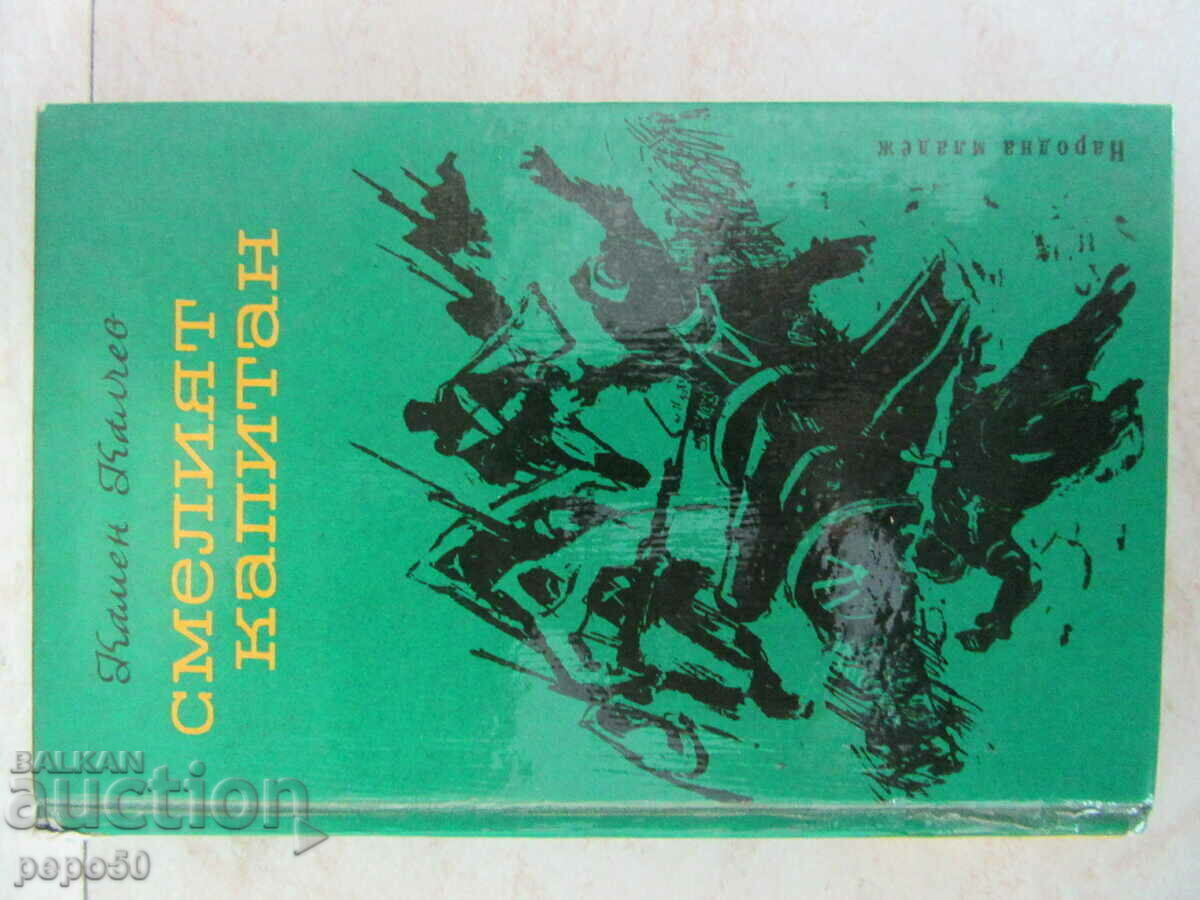 Камен Калчев
СМЕЛИЯТ
КАПИТАН
Народна младеж
BALKAN
auction
pepo50